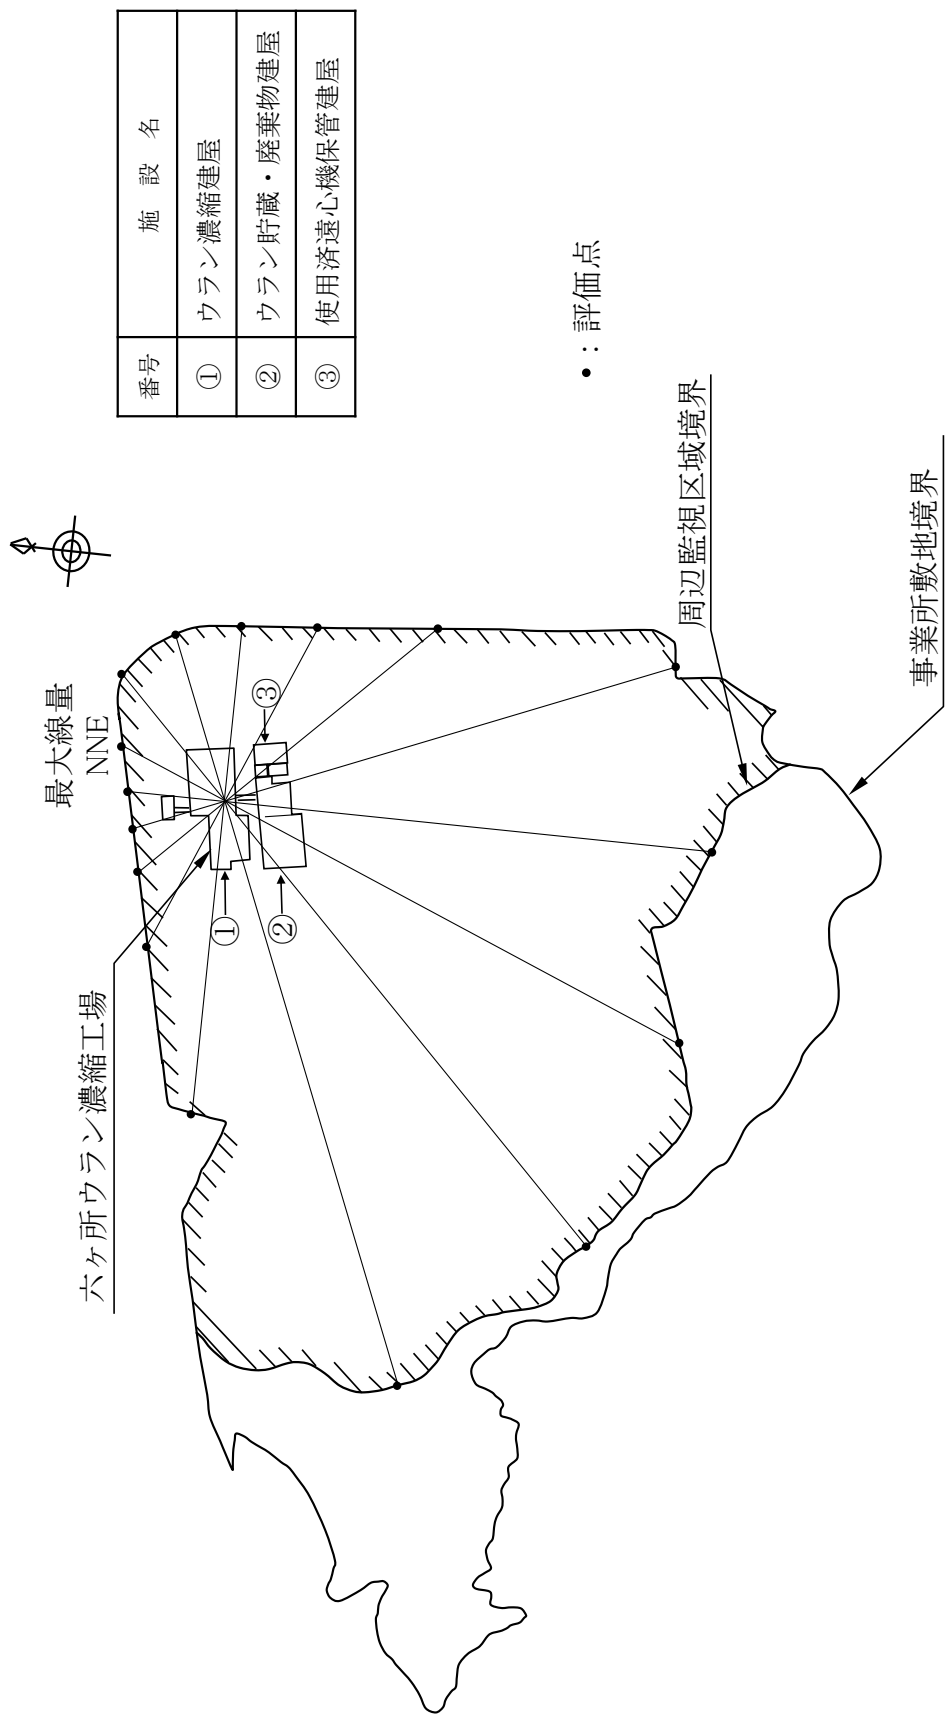 番号 施設名
① ウラン濃縮建屋
② ウラン貯蔵・廃棄物建屋
③ 使用済遠心機保管建屋
●：評価点
最大線量
NNE
六ヶ所ウラン濃縮工場
①
②
③
周辺監視区域境界
事業所敷地境界